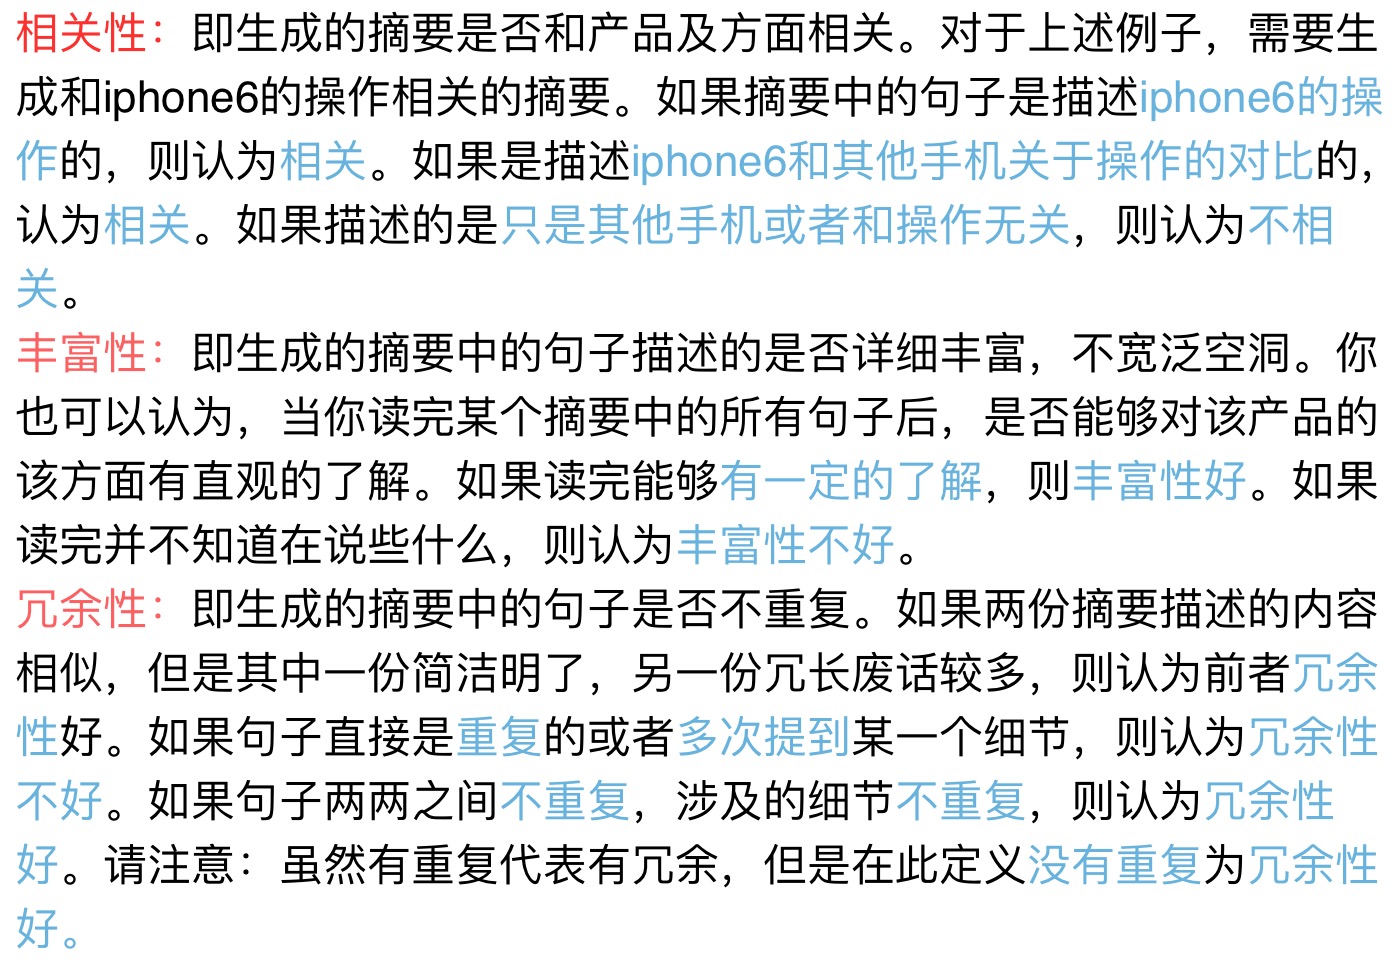 相关性：即生成的摘要是否和产品及方面相关。对于上述例子，需要生
成和iphone6的操作相关的摘要。如果摘要中的句子是描述iphone6的操
作的，则认为相关。如果是描述iphone6和其他手机关于操作的对比的，
认为相关。如果描述的是只是其他手机或者和操作无关，则认为不相
关。
丰富性：即生成的摘要中的句子描述的是否详细丰富，不宽泛空洞。你
也可以认为，当你读完某个摘要中的所有句子后，是否能够对该产品的
该方面有直观的了解。如果读完能够有一定的了解，则丰富性好。如果
读完并不知道在说些什么，则认为丰富性不好。
冗余性：即生成的摘要中的句子是否不重复。如果两份摘要描述的内容
相似，但是其中一份简洁明了，另一份冗长废话较多，则认为前者冗余
性好。如果句子直接是重复的或者多次提到某一个细节，则认为冗余性
不好。如果句子两两之间不重复，涉及的细节不重复，则认为冗余性
好。请注意：虽然有重复代表有冗余，但是在此定义没有重复为冗余性
好。